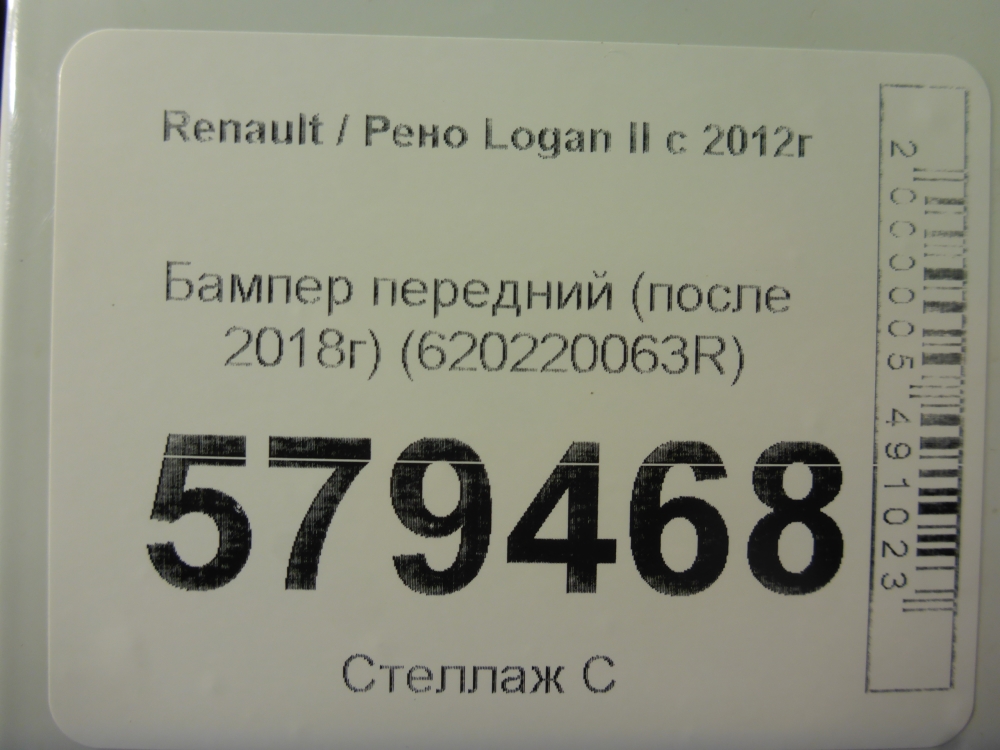 Renault / Рено Logan II с 2012г
Бампер передний (после
2018г) (620220063R)
579468
Стеллаж С
2000005491023